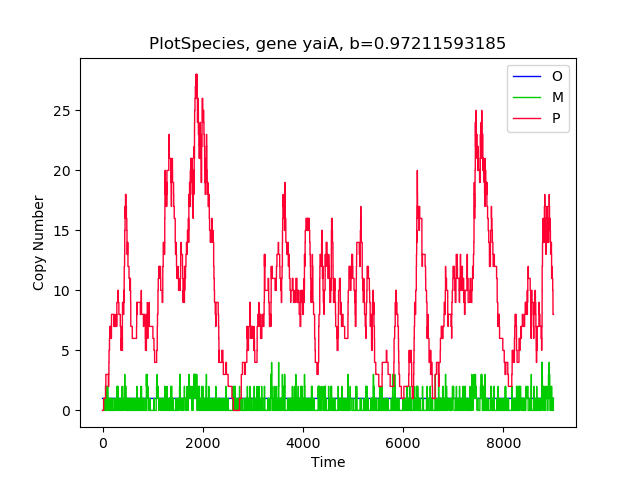 PlotSpecies, gene yaiA, b=0.97211593185
O
M
P
25
20
15
10
5
0
Copy Number
0 2000 4000 6000 8000
Time